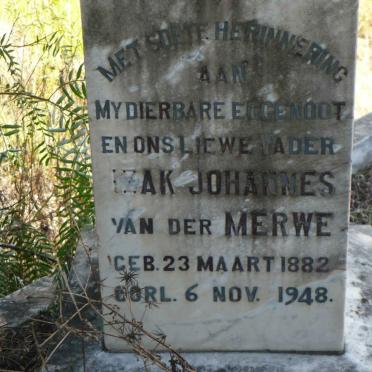 MET SOETE HERINNERING
AAN
MY DIERBARE EGGENOOT
EN ONS LIEWE VADER
IZAK JOHANNES
VAN DER MERWE
GEB. 23 MAART 1882
OORL. 6 NOV. 1948.